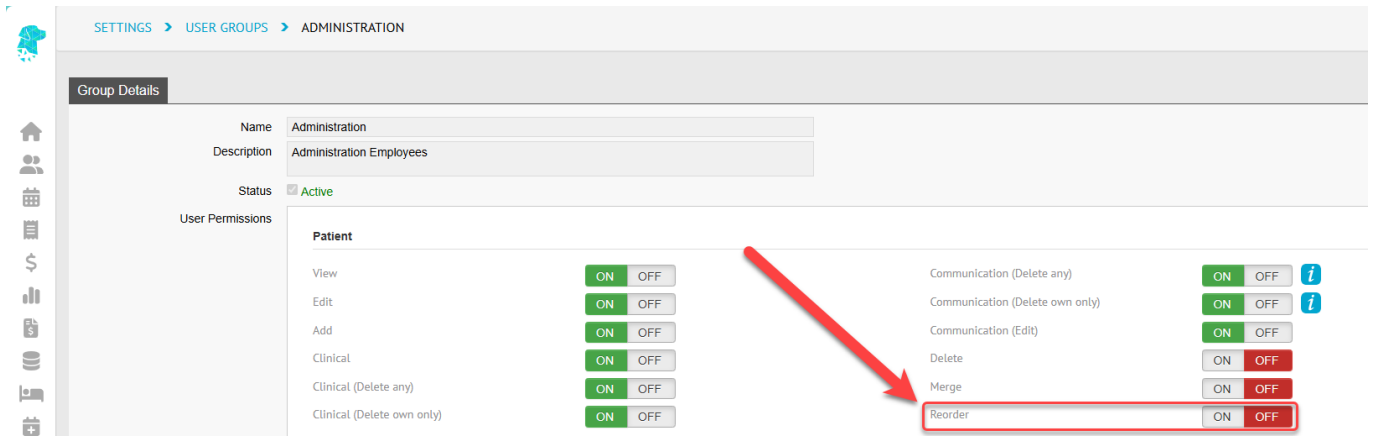 SETTINGS > USER GROUPS > ADMINISTRATION
Group Details
Name Administration
Description Administration Employees
Status Active
User Permissions
Patient
View ON OFF Communication (Delete any) ON OFF i
Edit ON OFF Communication (Delete own only) ON OFF i
Add ON OFF Communication (Edit) ON OFF
Clinical ON OFF Delete ON OFF
Clinical (Delete any) ON OFF Merge ON OFF
Clinical (Delete own only) ON OFF Reorder ON OFF